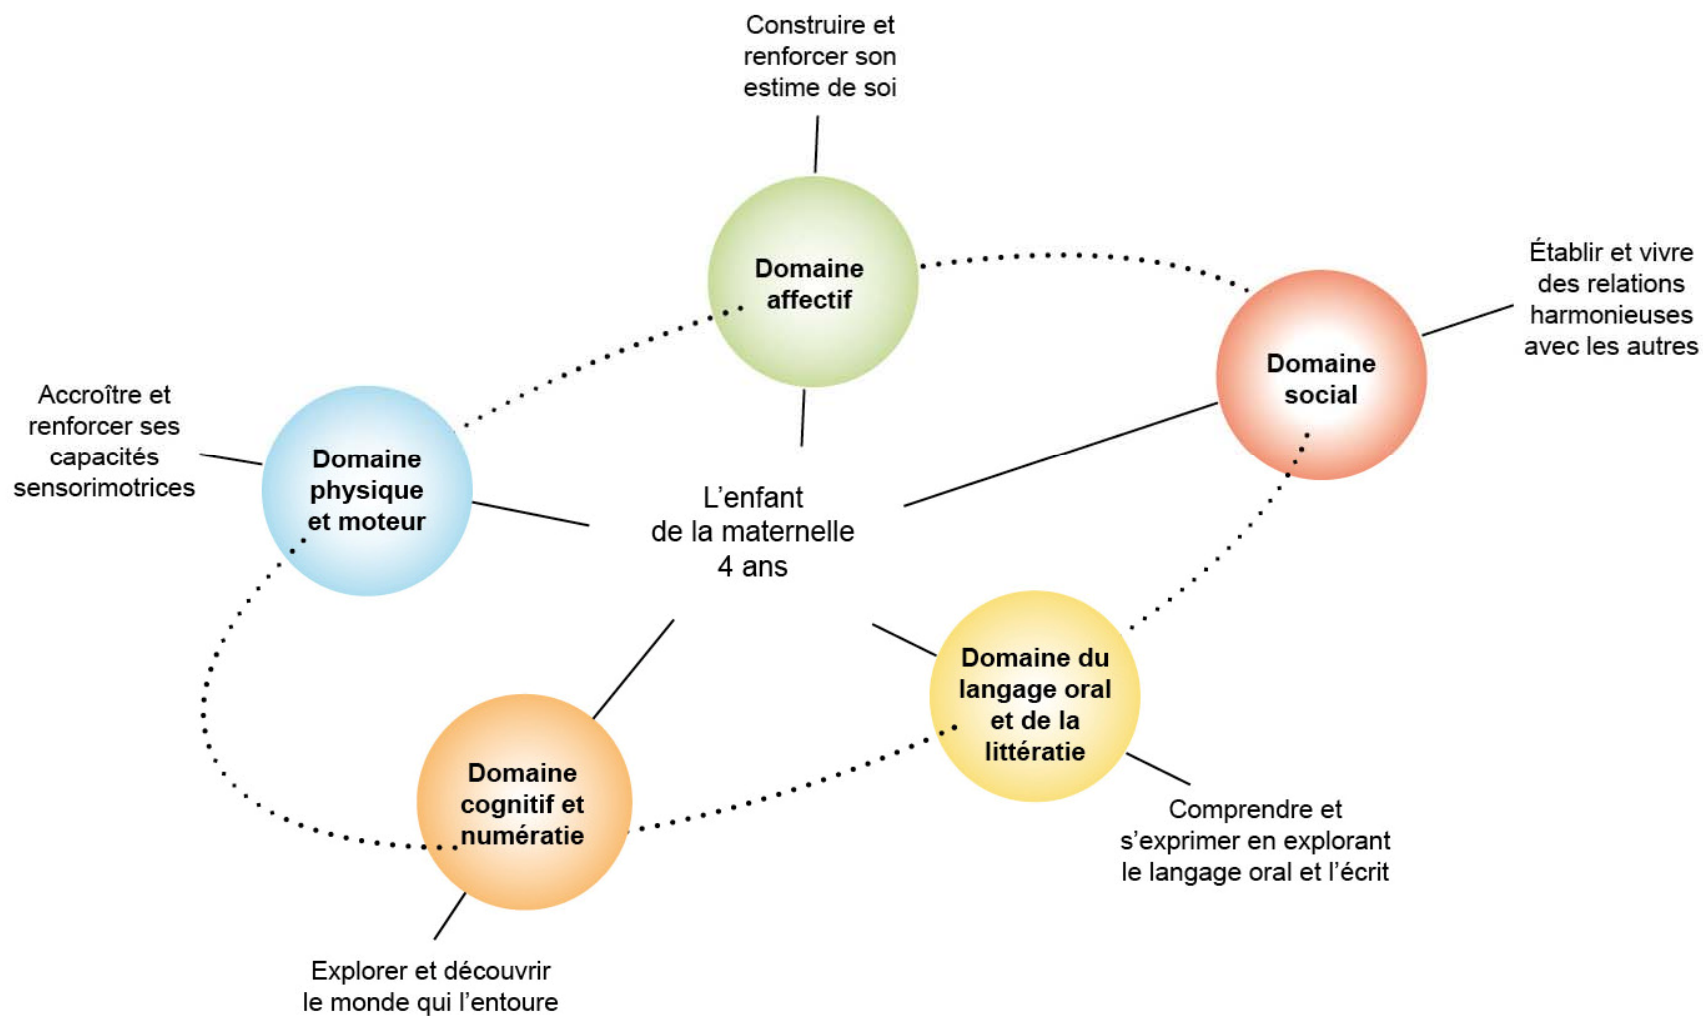 Construire et
renforcer son
estime de soi
Domaine
affectif
Établir et vivre
des relations
harmonieuses
avec les autres
Domaine
social
Accroître et
renforcer ses
capacités
sensorimotrices
Domaine
physique
et moteur
L’enfant
de la maternelle
4 ans
Domaine du
langage oral
et de la
littératie
Domaine
cognitif et
numératie
Comprendre et
s’exprimer en explorant
le langage oral et l’écrit
Explorer et découvrir
le monde qui l’entoure